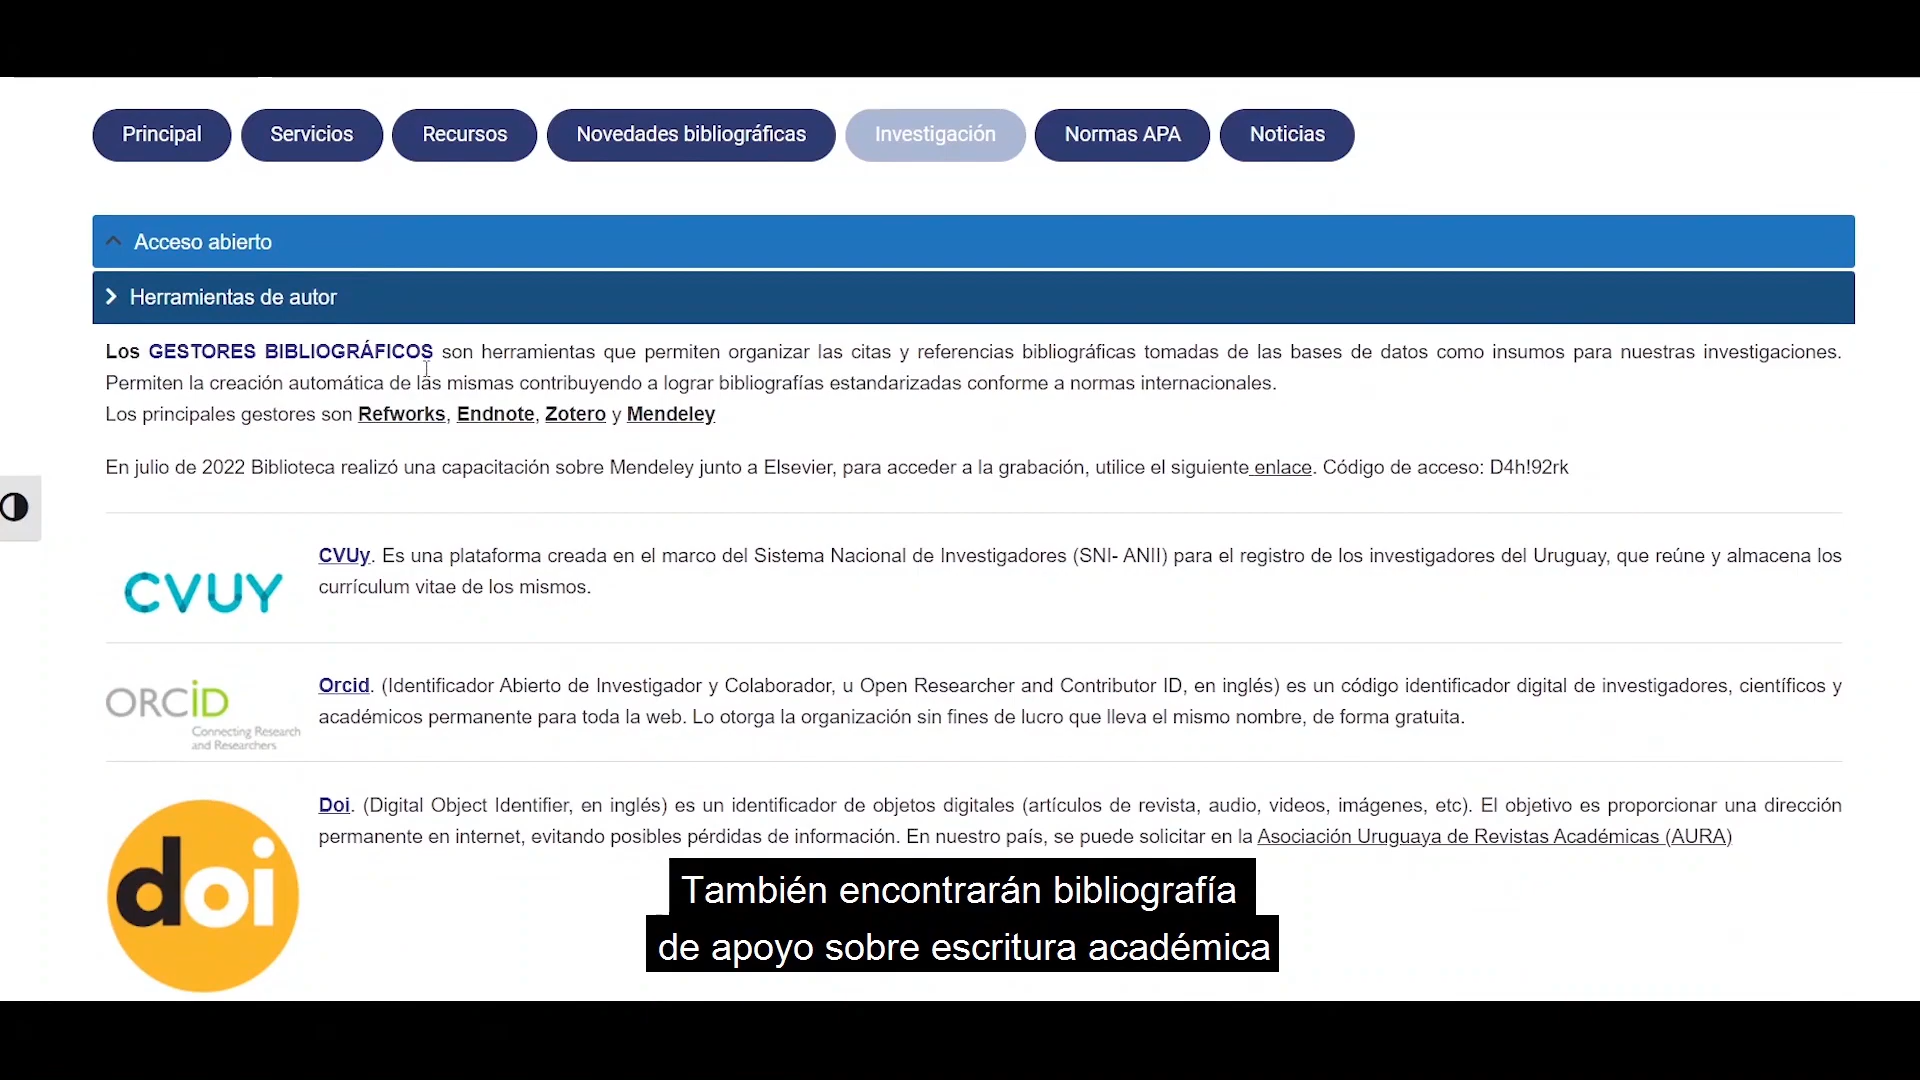 Principal
Servicios
Recursos
Novedades bibliográficas
Investigación
Normas APA
Noticias
Acceso abierto
Herramientas de autor
Los GESTORES BIBLIOGRÁFICOS son herramientas que permiten organizar las citas y referencias bibliográficas tomadas de las bases de datos como insumos para nuestras investigaciones.
Permiten la creación automática de las mismas contribuyendo a lograr bibliografías estandarizadas conforme a normas internacionales.
Los principales gestores son Refworks, Endnote, Zotero y Mendeley
En julio de 2022 Biblioteca realizó una capacitación sobre Mendeley junto a Elsevier, para acceder a la grabación, utilice el siguiente enlace. Código de acceso: D4h!92rk
CVUY
CVUy. Es una plataforma creada en el marco del Sistema Nacional de Investigadores (SNI- ANII) para el registro de los investigadores del Uruguay, que reúne y almacena los
currículum vitae de los mismos.
ORCID
Connecting Research
and Researchers
Orcid. (Identificador Abierto de Investigador y Colaborador, u Open Researcher and Contributor ID, en inglés) es un código identificador digital de investigadores, científicos y
académicos permanente para toda la web. Lo otorga la organización sin fines de lucro que lleva el mismo nombre, de forma gratuita.
doi
Doi. (Digital Object Identifier, en inglés) es un identificador de objetos digitales (artículos de revista, audio, videos, imágenes, etc). El objetivo es proporcionar una dirección
permanente en internet, evitando posibles pérdidas de información. En nuestro país, se puede solicitar en la Asociación Uruguaya de Revistas Académicas (AURA)
También encontrarán bibliografía
de apoyo sobre escritura académica